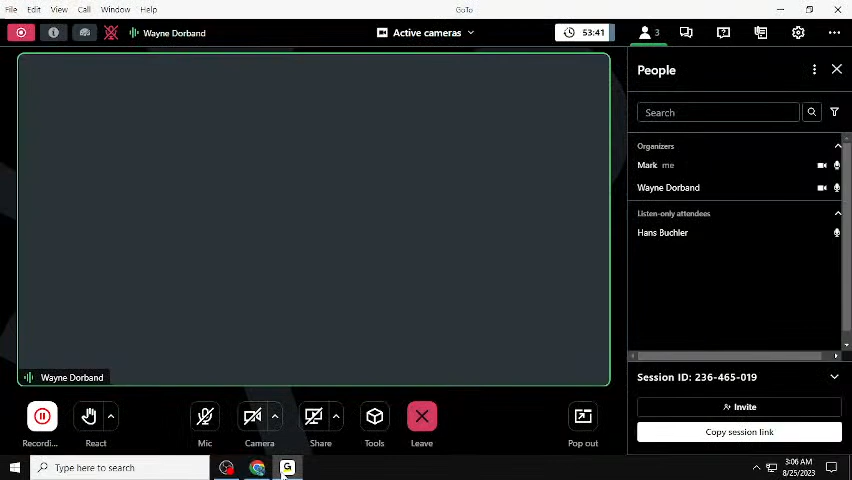 File Edit View Call Window Help GoTo
Wayne Dorband Active cameras 53:41 3
People
Search
Organizers
Mark me
Wayne Dorband
Listen-only attendees
Hans Buchler
Wayne Dorband
Session ID: 236-465-019
Invite
Copy session link
Recordi... React Mic Camera Share Tools Leave Pop out
Type here to search
G
3:06 AM
8/25/2023